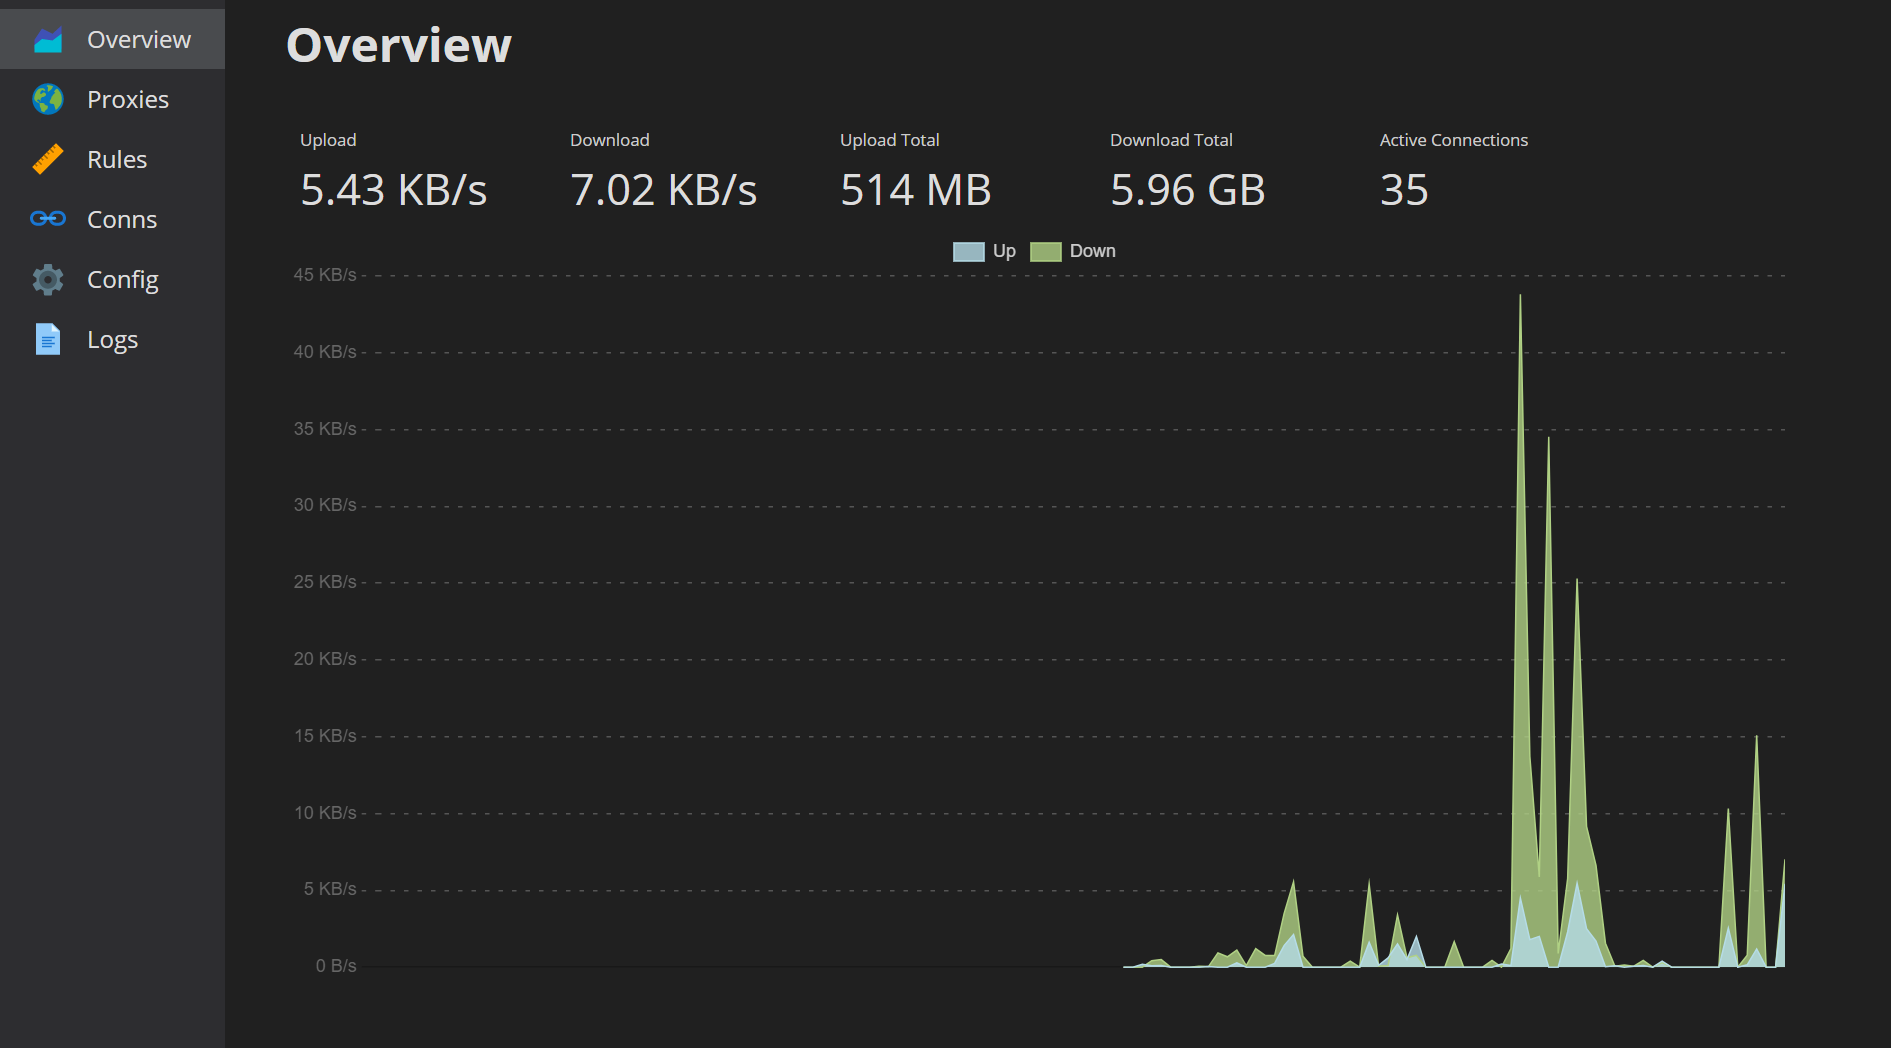 Overview
Proxies
Rules
Conns
Config
Logs
Overview
Upload
5.43 KB/s
Download
7.02 KB/s
Upload Total
514 MB
Download Total
5.96 GB
Active Connections
35
Up
Down
45 KB/s
40 KB/s
35 KB/s
30 KB/s
25 KB/s
20 KB/s
15 KB/s
10 KB/s
5 KB/s
0 B/s